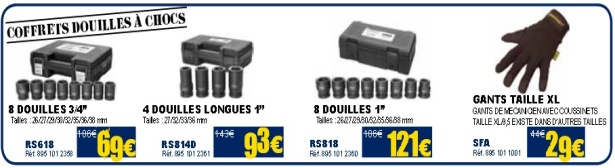 COFFRETS DOUILLES À CHOCS
8 DOUILLES 3/4"
Tailles : 26/27/29/30/32/35/36/38 mm
RS618
Réf. 895 101 2358
106€
69€
4 DOUILLES LONGUES 1"
Tailles : 27/32/33/36 mm
RS814D
Réf. 895 101 2361
143€
93€
8 DOUILLES 1"
Tailles : 26/27/29/30/32/35/36/38 mm
RS818
Réf. 895 101 2360
121€
GANTS TAILLE XL
GANTS DE MECANICIEN AVEC COUSSINETS
TAILLE XL/9,5 EXISTE DANS D'AUTRES TAILLES
SFA
Réf. 895 101 1001
44€
29€